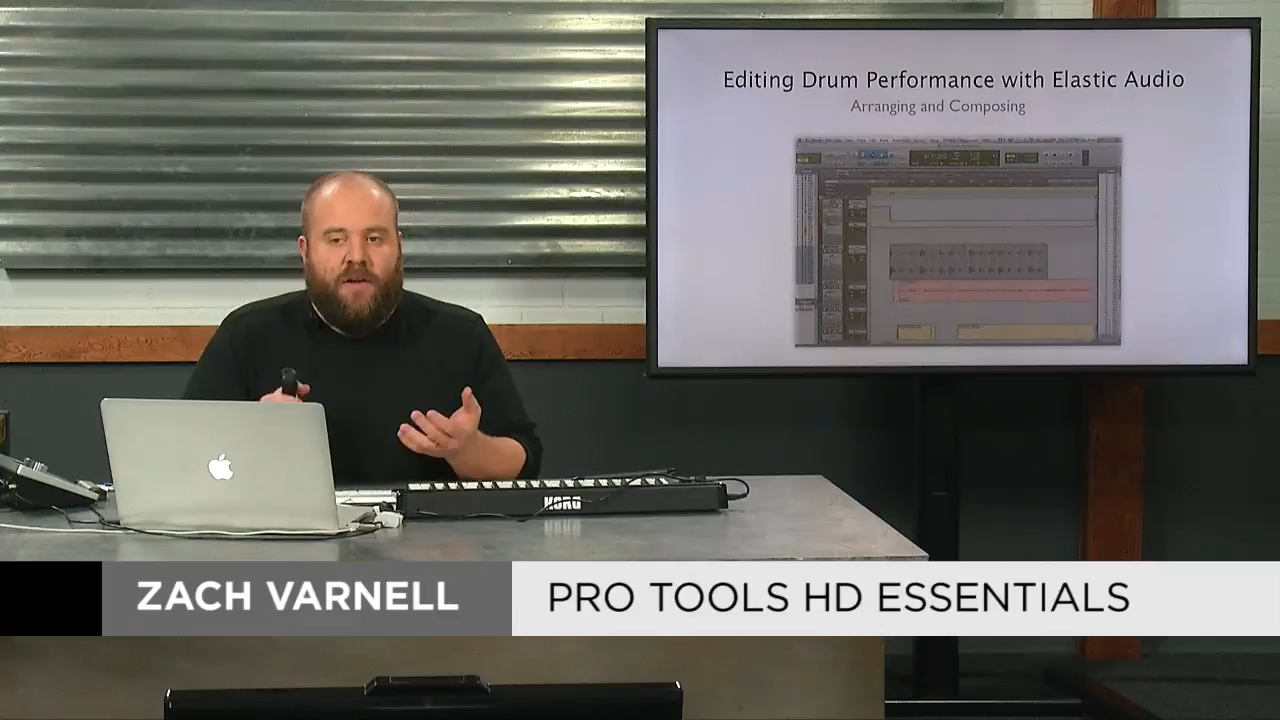 Editing Drum Performance with Elastic Audio
Arranging and Composing
KORG
ZACH VARNELL
PRO TOOLS HD ESSENTIALS